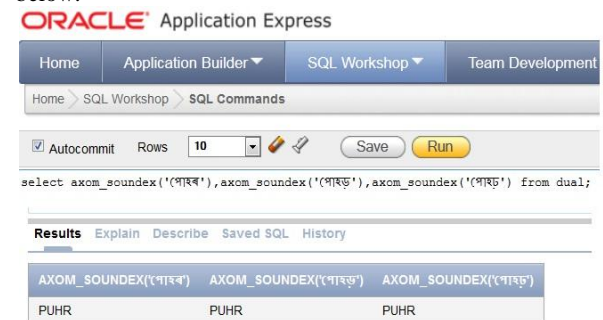 ORACLE Application Express
Home Application Builder SQL Workshop Team Development
Home > SQL Workshop > SQL Commands
Autocommit Rows 10 Save Run
select axom_soundex('পোহৰ'),axom_soundex('পোহড়'),axom_soundex('পোহঢ়') from dual;
Results Explain Describe Saved SQL History
AXOM_SOUNDEX('পোহৰ') AXOM_SOUNDEX('পোহড়') AXOM_SOUNDEX('পোহঢ়')
PUHR PUHR PUHR